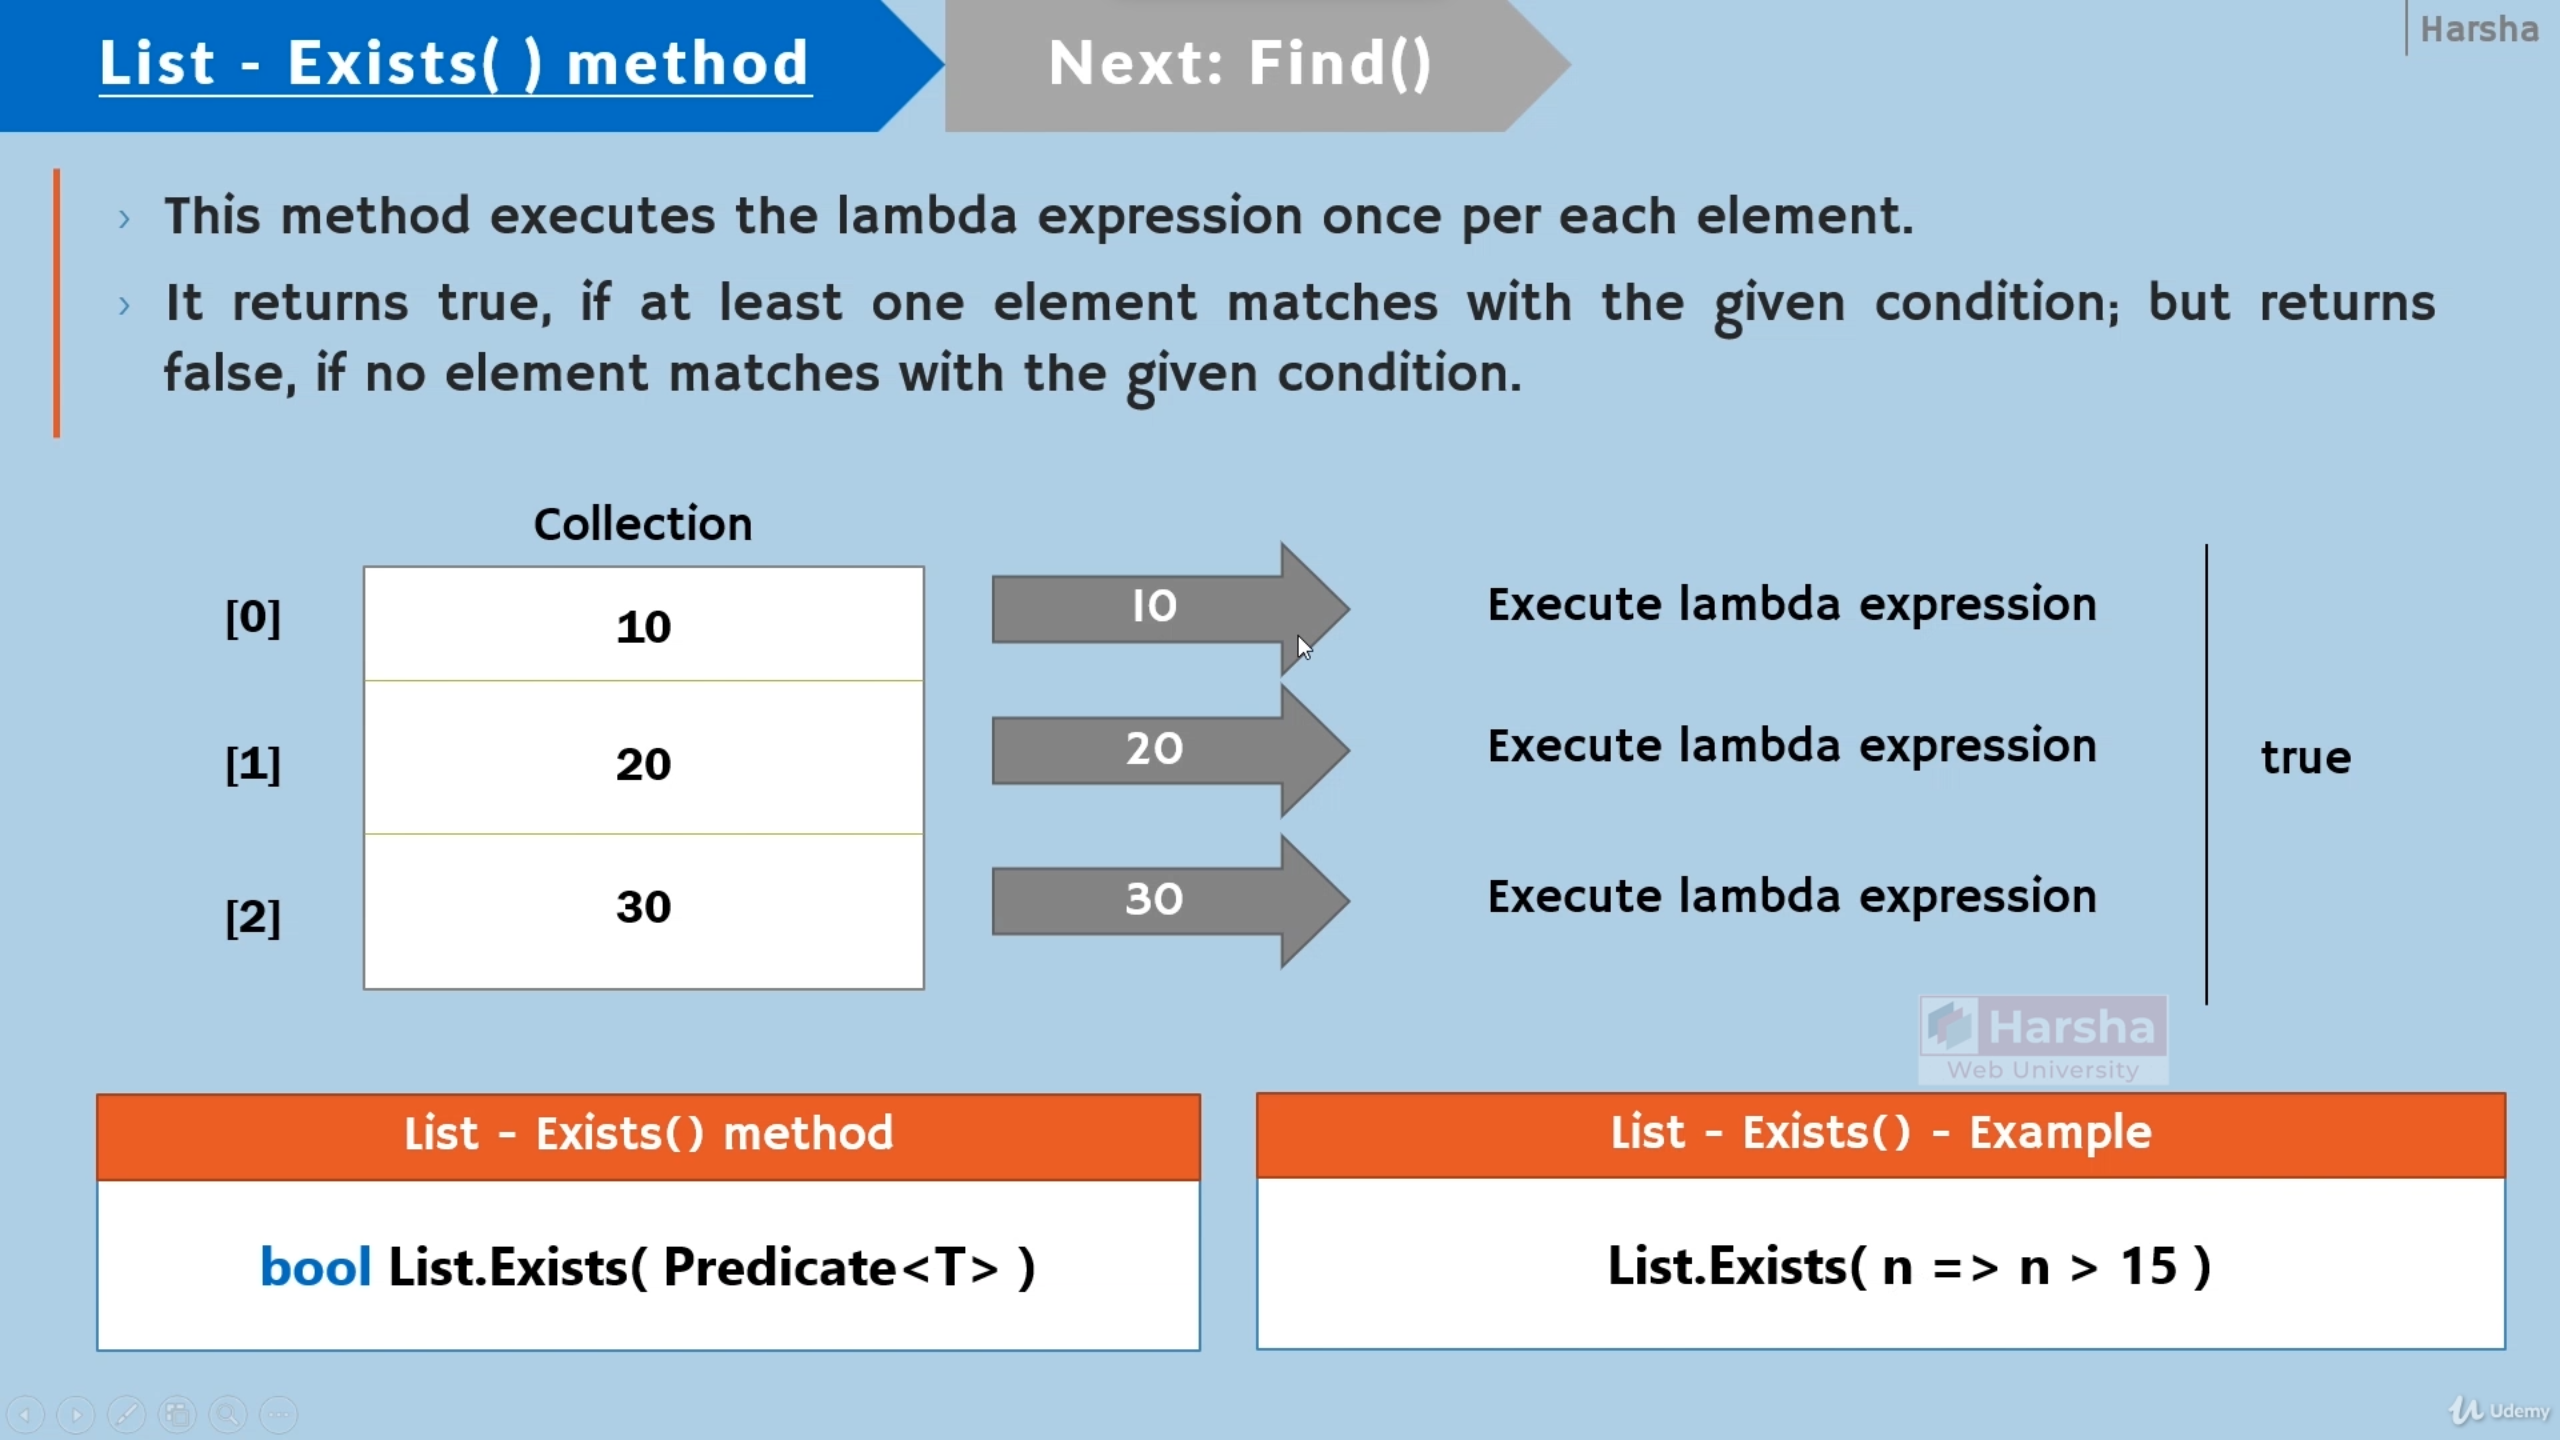 List - Exists( ) method
Next: Find()
Harsha
› This method executes the lambda expression once per each element.
› It returns true, if at least one element matches with the given condition; but returns
false, if no element matches with the given condition.
Collection
[0] 10 10 Execute lambda expression
[1] 20 20 Execute lambda expression
true
[2] 30 30 Execute lambda expression
Harsha
Web University
List - Exists() method
bool List.Exists( Predicate<T> )
List - Exists() - Example
List.Exists( n => n > 15 )
Udemy